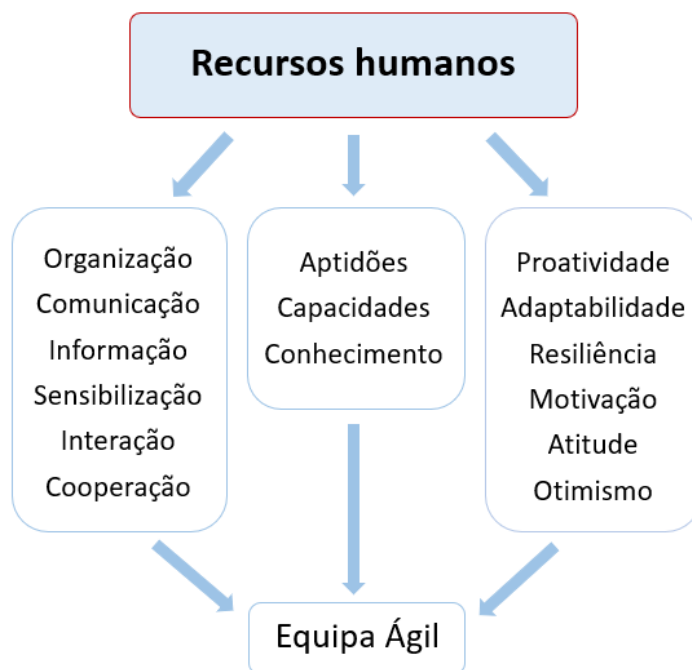 Recursos humanos
Organização
Comunicação
Informação
Sensibilização
Interação
Cooperação
Aptidões
Capacidades
Conhecimento
Proatividade
Adaptabilidade
Resiliência
Motivação
Atitude
Otimismo
Equipa Ágil